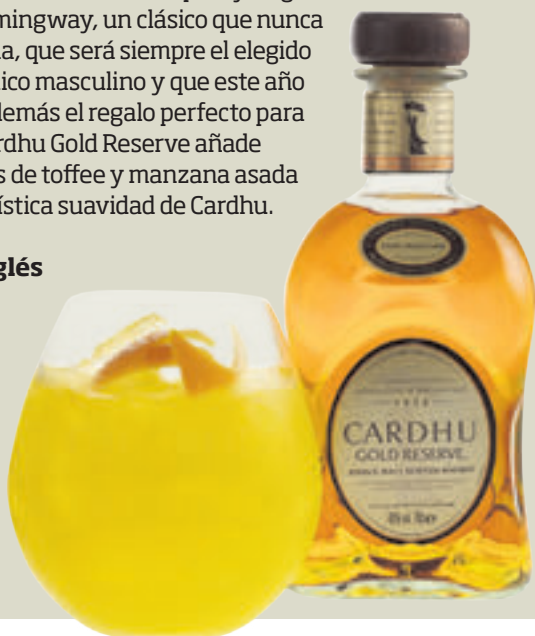 mingway, un clásico que nunca
a, que será siempre el elegido
ico masculino y que este año
demás el regalo perfecto para
rdhu Gold Reserve añade
s de toffee y manzana asada
ística suavidad de Cardhu.
glés
CARDHU
GOLD RESERVE